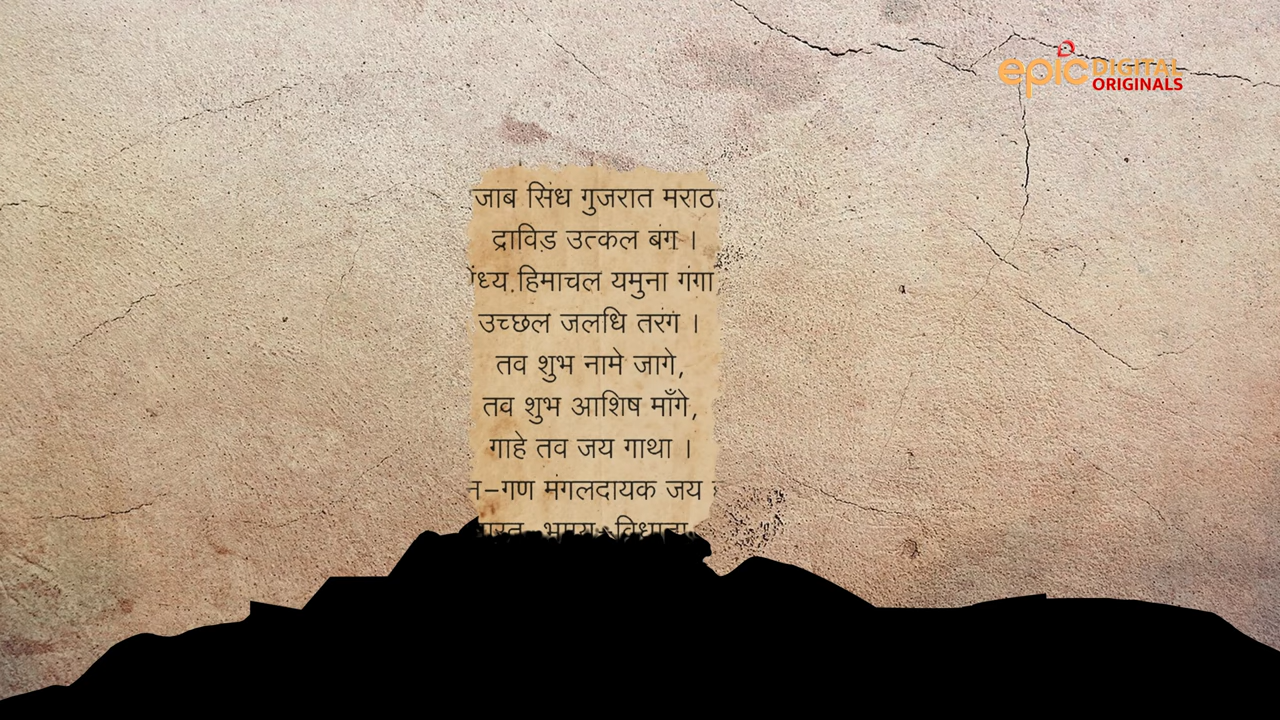 epic DIGITAL
ORIGINALS
जाब सिंध गुजरात मराठ
द्राविड़ उत्कल बंग ।
िंध्य हिमाचल यमुना गंगा
उच्छल जलधि तरंग ।
तव शुभ नामे जागे,
तव शुभ आशिष माँगे,
गाहे तव जय गाथा ।
न-गण मंगलदायक जय